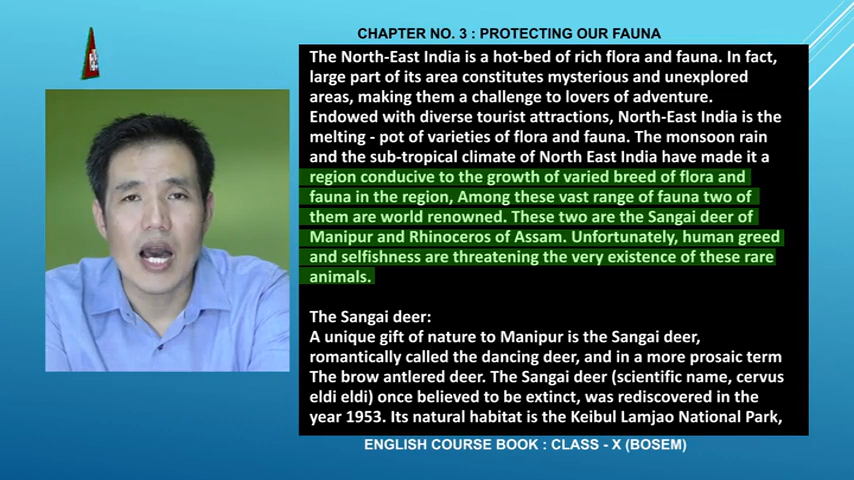 CHAPTER NO. 3 : PROTECTING OUR FAUNA
The North-East India is a hot-bed of rich flora and fauna. In fact,
large part of its area constitutes mysterious and unexplored
areas, making them a challenge to lovers of adventure.
Endowed with diverse tourist attractions, North-East India is the
melting - pot of varieties of flora and fauna. The monsoon rain
and the sub-tropical climate of North East India have made it a
region conducive to the growth of varied breed of flora and
fauna in the region, Among these vast range of fauna two of
them are world renowned. These two are the Sangai deer of
Manipur and Rhinoceros of Assam. Unfortunately, human greed
and selfishness are threatening the very existence of these rare
animals.
The Sangai deer:
A unique gift of nature to Manipur is the Sangai deer,
romantically called the dancing deer, and in a more prosaic term
The brow antlered deer. The Sangai deer (scientific name, cervus
eldi eldi) once believed to be extinct, was rediscovered in the
year 1953. Its natural habitat is the Keibul Lamjao National Park,
ENGLISH COURSE BOOK : CLASS - X (BOSEM)